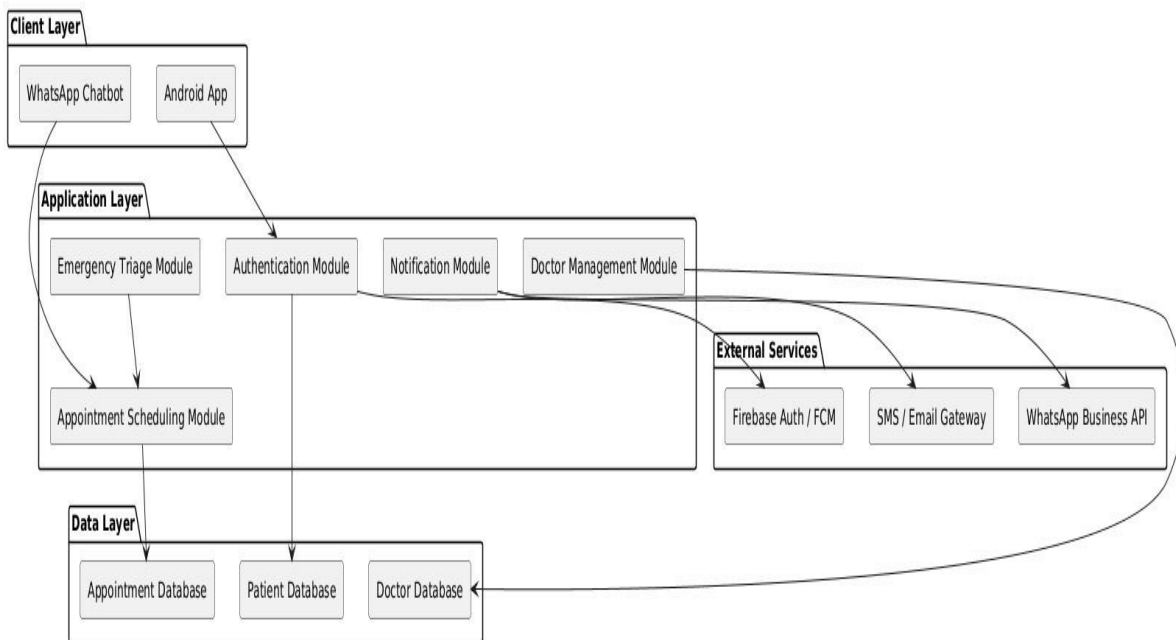 Client Layer
WhatsApp Chatbot
Android App
Application Layer
Emergency Triage Module
Authentication Module
Notification Module
Doctor Management Module
External Services
Appointment Scheduling Module
Firebase Auth / FCM
SMS / Email Gateway
WhatsApp Business API
Data Layer
Appointment Database
Patient Database
Doctor Database